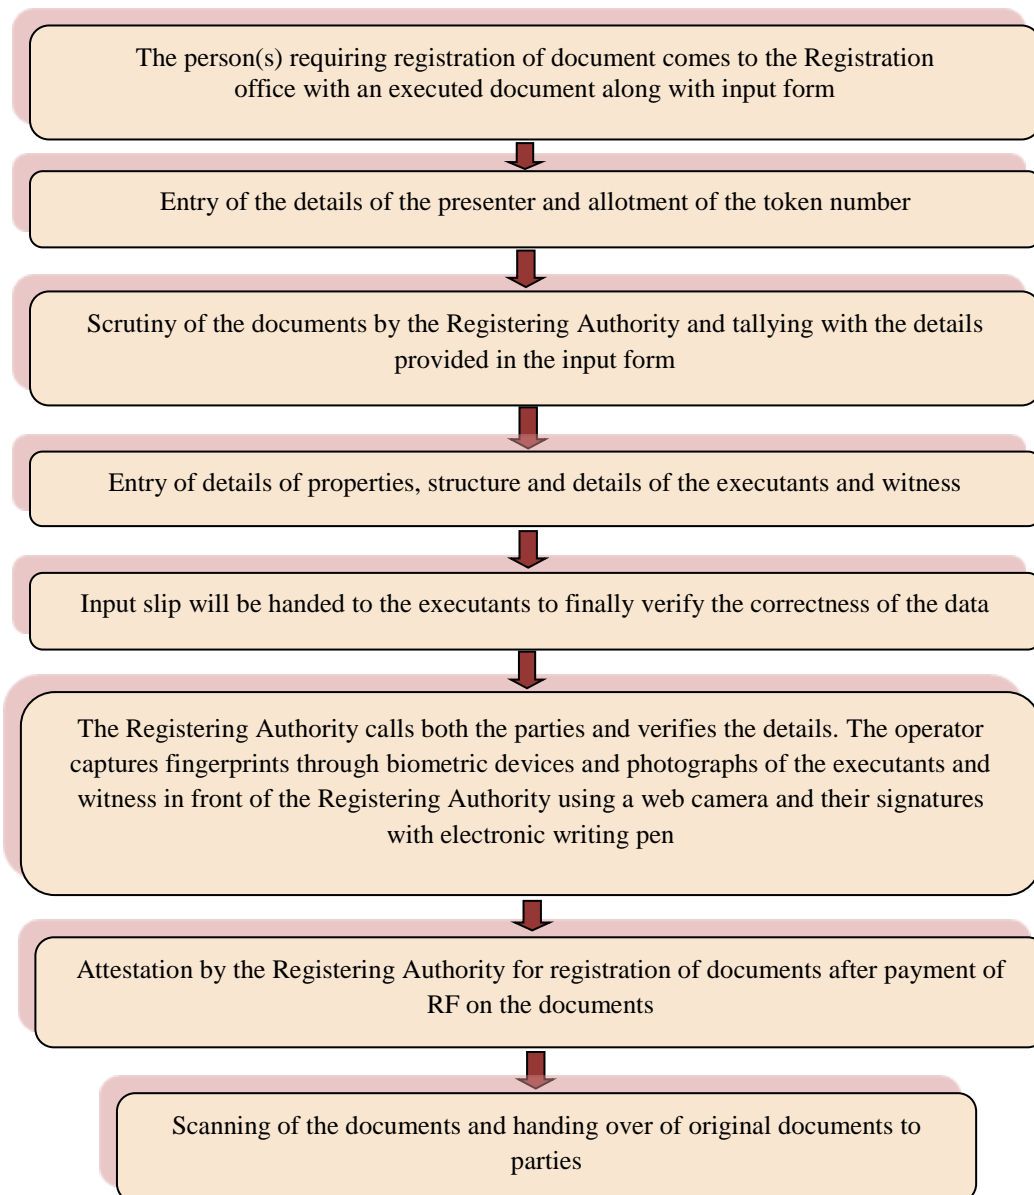 The person(s) requiring registration of document comes to the Registration
office with an executed document along with input form
Entry of the details of the presenter and allotment of the token number
Scrutiny of the documents by the Registering Authority and tallying with the details
provided in the input form
Entry of details of properties, structure and details of the executants and witness
Input slip will be handed to the executants to finally verify the correctness of the data
The Registering Authority calls both the parties and verifies the details. The operator
captures fingerprints through biometric devices and photographs of the executants and
witness in front of the Registering Authority using a web camera and their signatures
with electronic writing pen
Attestation by the Registering Authority for registration of documents after payment of
RF on the documents
Scanning of the documents and handing over of original documents to
parties